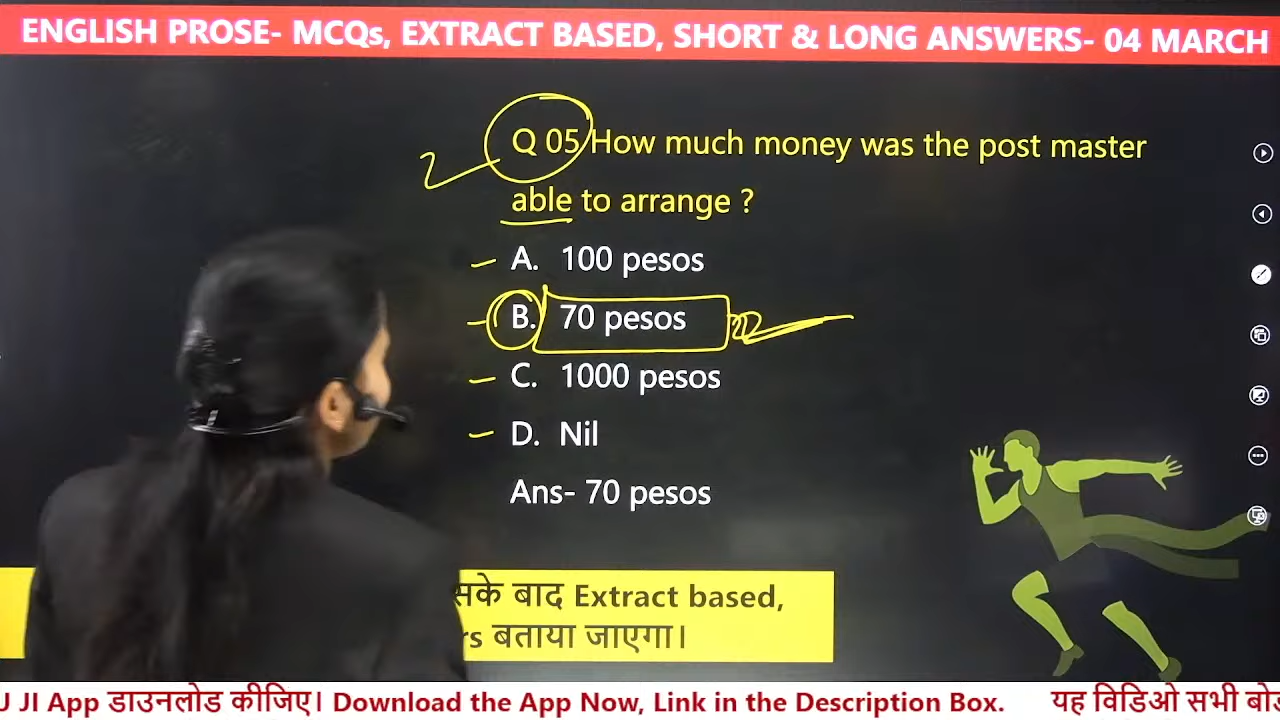 ENGLISH PROSE- MCQs, EXTRACT BASED, SHORT & LONG ANSWERS- 04 MARCH
Q 05 How much money was the post master
able to arrange ?
A. 100 pesos
B. 70 pesos
C. 1000 pesos
D. Nil
Ans- 70 pesos
बाद Extract based,
बताया जाएगा।
JI App डाउनलोड कीजिए। Download the App Now, Link in the Description Box. यह विडिओ सभी